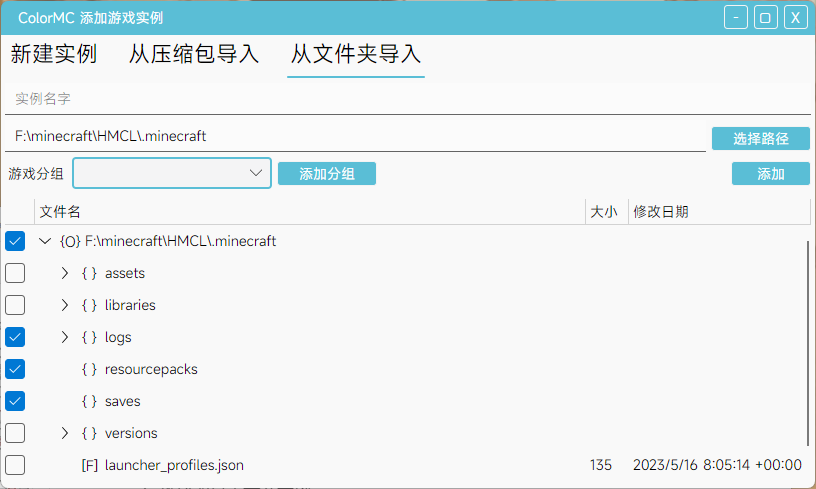 ColorMC 添加游戏实例
新建实例 从压缩包导入 从文件夹导入
实例名字
F:\minecraft\HMCL\.minecraft 选择路径
游戏分组 添加分组 添加
文件名 大小 修改日期
{O} F:\minecraft\HMCL\.minecraft
{ } assets
{ } libraries
{ } logs
{ } resourcepacks
{ } saves
{ } versions
[F] launcher_profiles.json 135 2023/5/16 8:05:14 +00:00